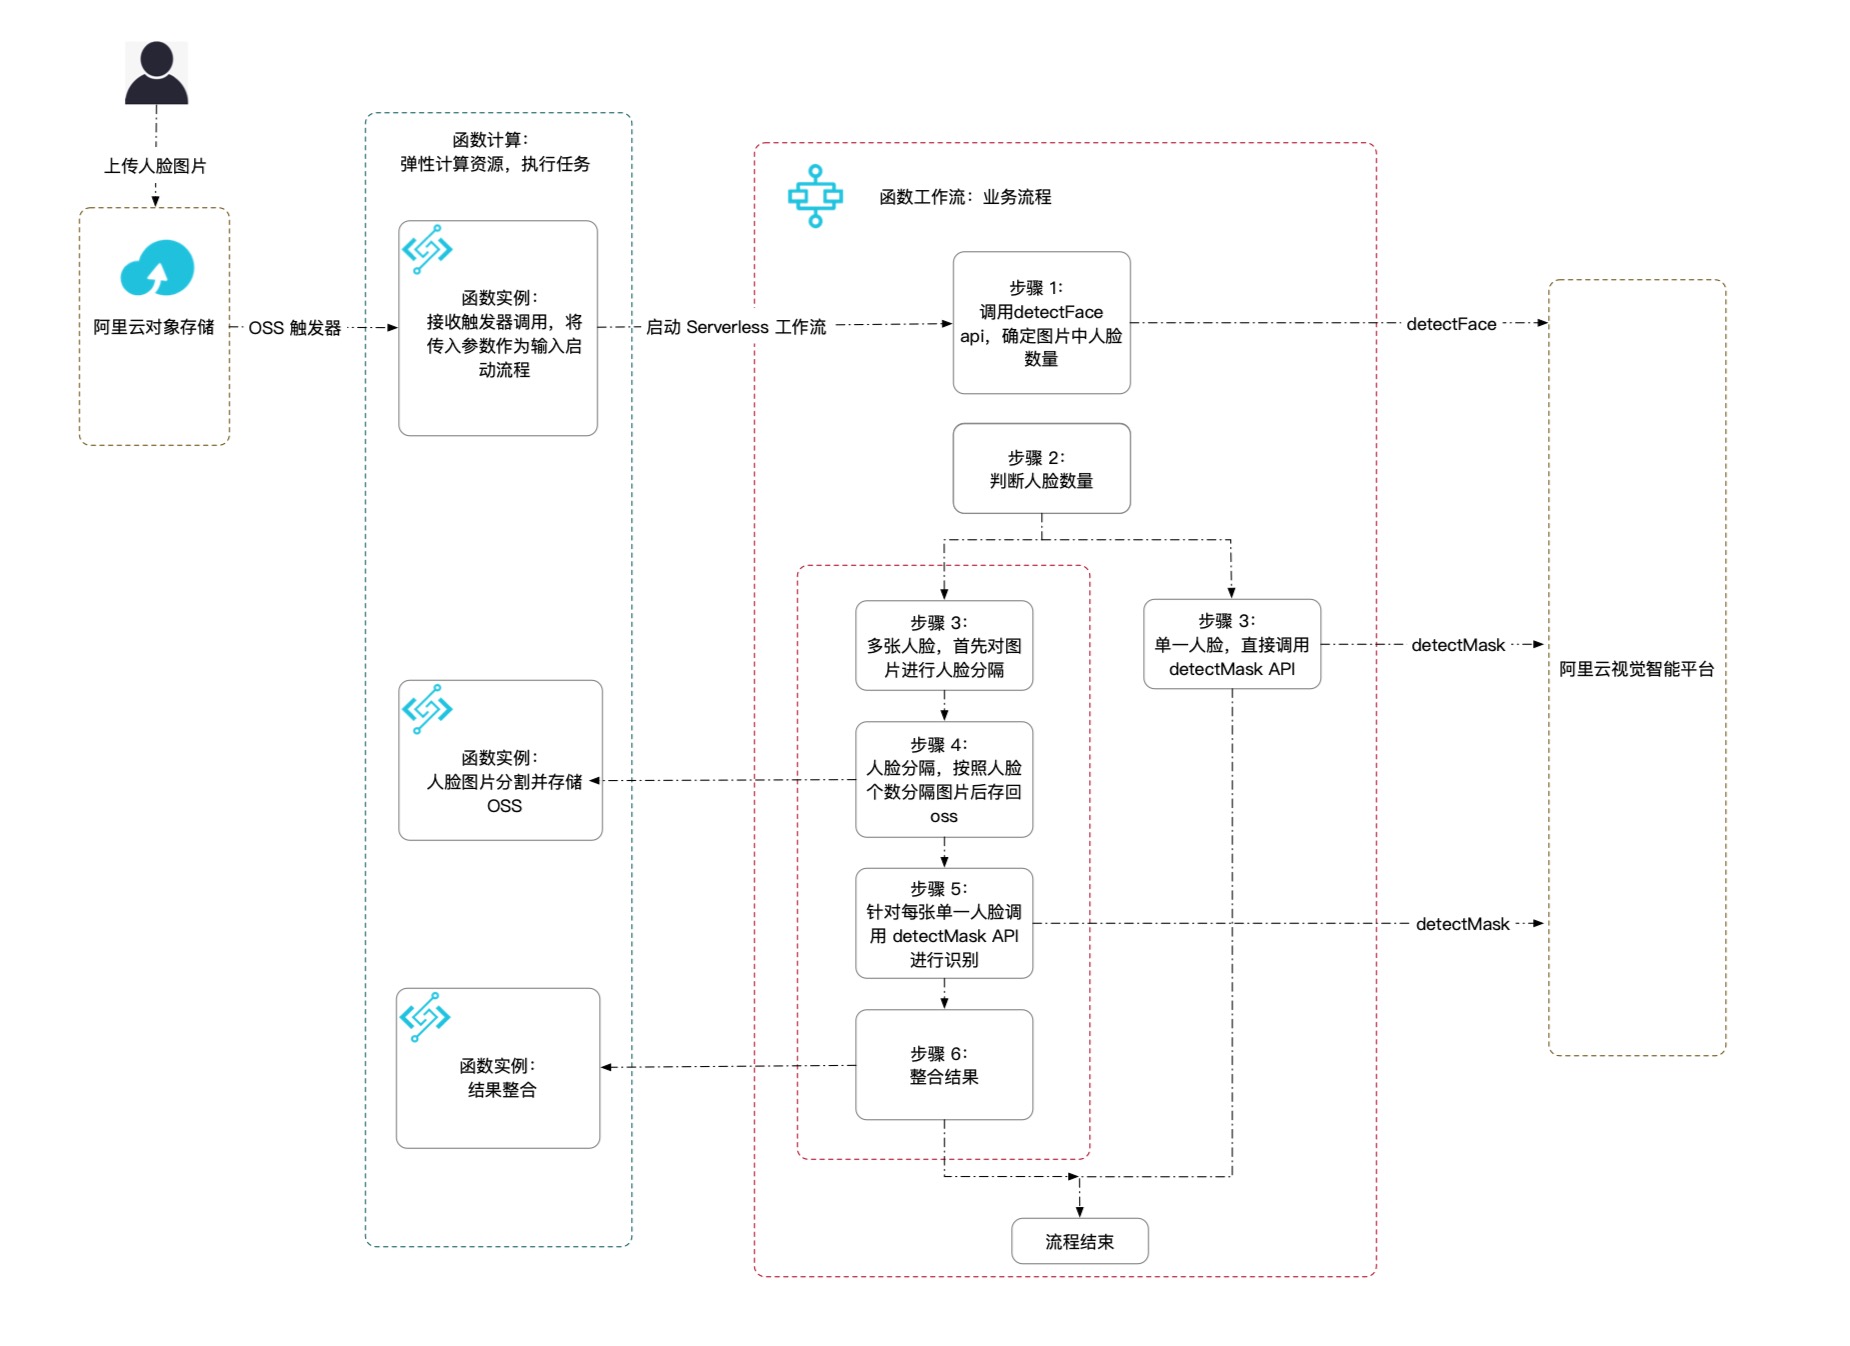 上传人脸图片
阿里云对象存储
OSS 触发器
函数计算：
弹性计算资源，执行任务
函数实例：
接收触发器调用，将
传入参数作为输入启
动流程
启动 Serverless 工作流
函数工作流：业务流程
步骤 1：
调用detectFace
api，确定图片中人脸
数量
detectFace
步骤 2：
判断人脸数量
步骤 3：
多张人脸，首先对图
片进行人脸分隔
步骤 3：
单一人脸，直接调用
detectMask API
detectMask
阿里云视觉智能平台
函数实例：
人脸图片分割并存储
OSS
步骤 4：
人脸分隔，按照人脸
个数分隔图片后存回
oss
步骤 5：
针对每张单一人脸调
用 detectMask API
进行识别
detectMask
函数实例：
结果整合
步骤 6：
整合结果
流程结束